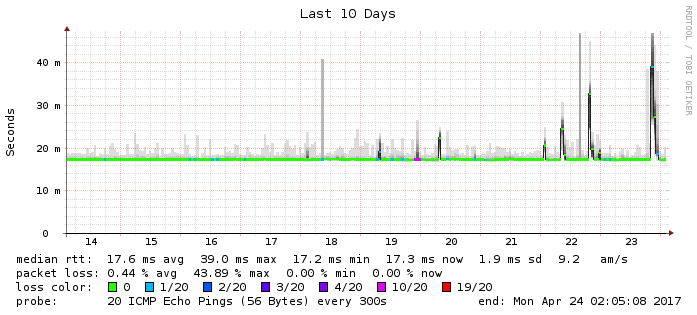 Last 10 Days
RRDTOOL / TOBI OETIKER
Seconds
40 m
30 m
20 m
10 m
0
14 15 16 17 18 19 20 21 22 23
median rtt: 17.6 ms avg 39.0 ms max 17.2 ms min 17.3 ms now 1.9 ms sd 9.2 am/s
packet loss: 0.44 % avg 43.89 % max 0.00 % min 0.00 % now
loss color: 0 1/20 2/20 3/20 4/20 10/20 19/20
probe: 20 ICMP Echo Pings (56 Bytes) every 300s end: Mon Apr 24 02:05:08 2017